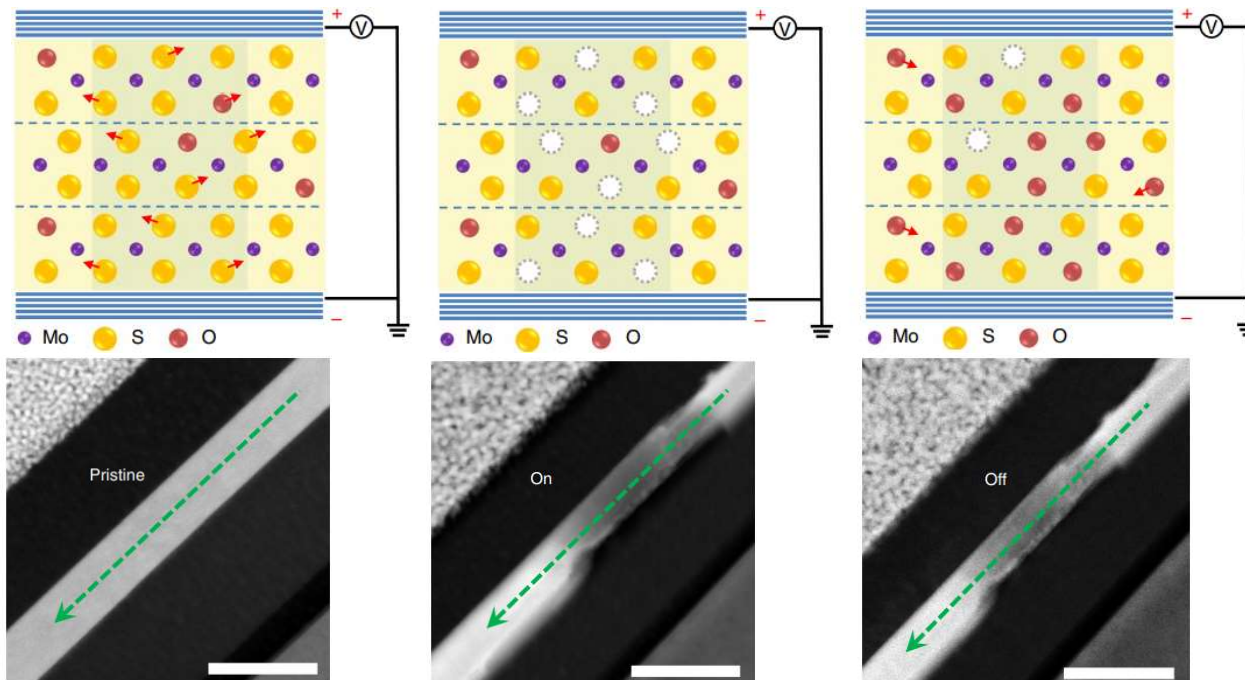 +
V
+
V
+
V
−
−
−
Mo S O
Mo S O
Mo S O
Pristine
On
Off